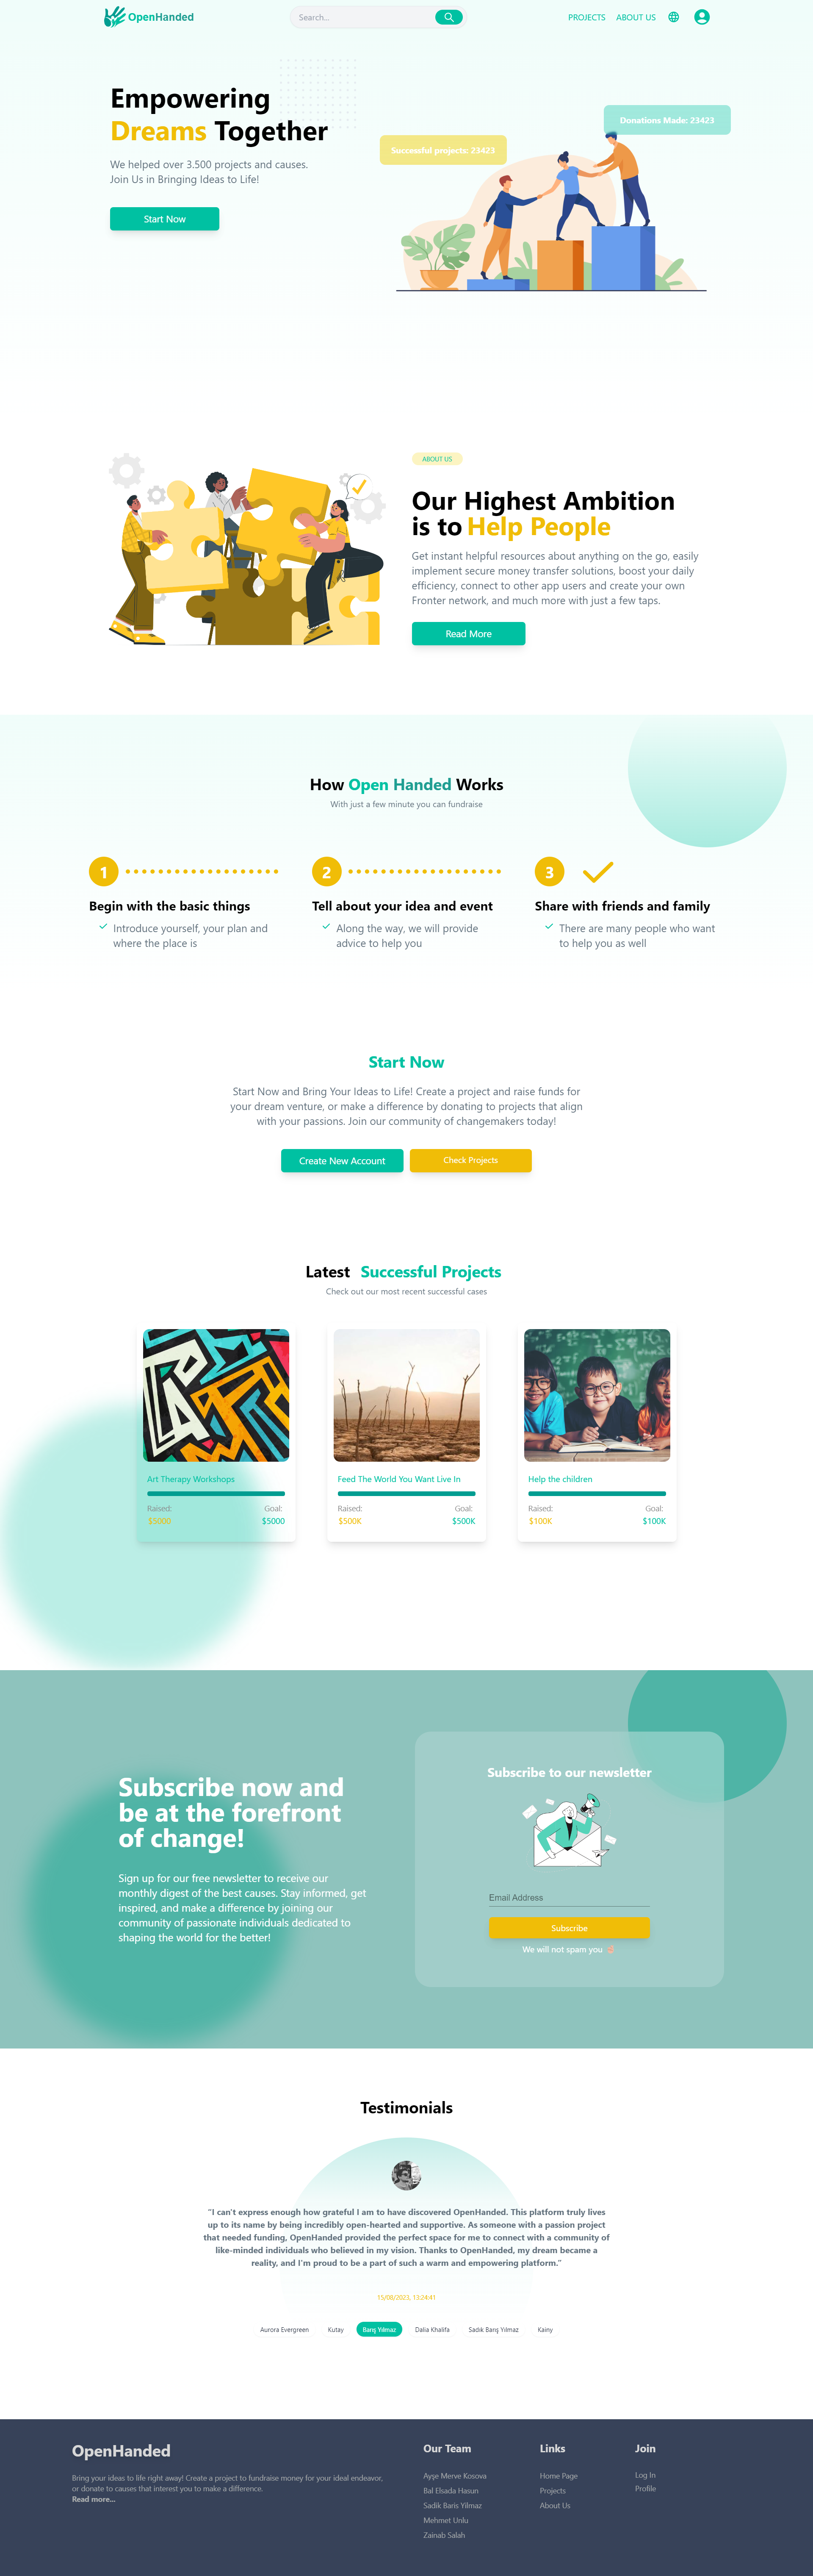 OpenHanded
Search...
PROJECTS
ABOUT US
Empowering
Dreams Together
We helped over 3.500 projects and causes.
Join Us in Bringing Ideas to Life!
Start Now
Successful projects: 23423
Donations Made: 23423
ABOUT US
Our Highest Ambition
is to Help People
Get instant helpful resources about anything on the go, easily
implement secure money transfer solutions, boost your daily
efficiency, connect to other app users and create your own
Fronter network, and much more with just a few taps.
Read More
How Open Handed Works
With just a few minute you can fundraise
1
Begin with the basic things
Introduce yourself, your plan and
where the place is
2
Tell about your idea and event
Along the way, we will provide
advice to help you
3
Share with friends and family
There are many people who want
to help you as well
Start Now
Start Now and Bring Your Ideas to Life! Create a project and raise funds for
your dream venture, or make a difference by donating to projects that align
with your passions. Join our community of changemakers today!
Create New Account
Check Projects
Latest Successful Projects
Check out our most recent successful cases
Art Therapy Workshops
Raised: Goal:
$5000 $5000
Feed The World You Want Live In
Raised: Goal:
$500K $500K
Help the children
Raised: Goal:
$100K $100K
Subscribe now and
be at the forefront
of change!
Sign up for our free newsletter to receive our
monthly digest of the best causes. Stay informed, get
inspired, and make a difference by joining our
community of passionate individuals dedicated to
shaping the world for the better!
Subscribe to our newsletter
Email Address
Subscribe
We will not spam you
Testimonials
"I can't express enough how grateful I am to have discovered OpenHanded. This platform truly lives
up to its name by being incredibly open-hearted and supportive. As someone with a passion project
that needed funding, OpenHanded provided the perfect space for me to connect with a community of
like-minded individuals who believed in my vision. Thanks to OpenHanded, my dream became a
reality, and I'm proud to be a part of such a warm and empowering platform."
15/08/2023, 13:24:41
Aurora Evergreen
Kutay
Barış Yılmaz
Dalia Khalifa
Sadik Barış Yılmaz
Kainy
OpenHanded
Bring your ideas to life right away! Create a project to fundraise money for your ideal endeavor,
or donate to causes that interest you to make a difference.
Read more...
Our Team
Ayşe Merve Kosova
Bal Elsada Hasun
Sadik Baris Yilmaz
Mehmet Unlu
Zainab Salah
Links
Home Page
Projects
About Us
Join
Log In
Profile